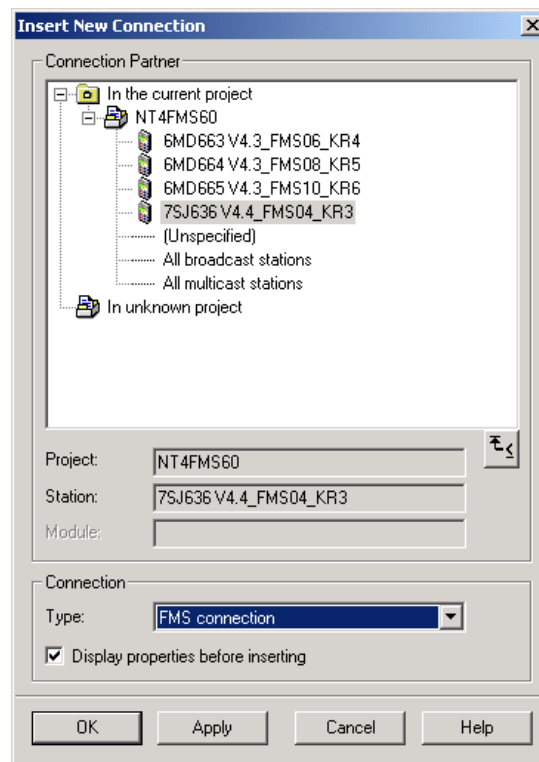 Insert New Connection
Connection Partner
In the current project
NT4FMS60
6MD663 V4.3_FMS06_KR4
6MD664 V4.3_FMS08_KR5
6MD665 V4.3_FMS10_KR6
7SJ636 V4.4_FMS04_KR3
(Unspecified)
All broadcast stations
All multicast stations
In unknown project
Project: NT4FMS60
Station: 7SJ636 V4.4_FMS04_KR3
Module:
Connection
Type: FMS connection
Display properties before inserting
OK Apply Cancel Help